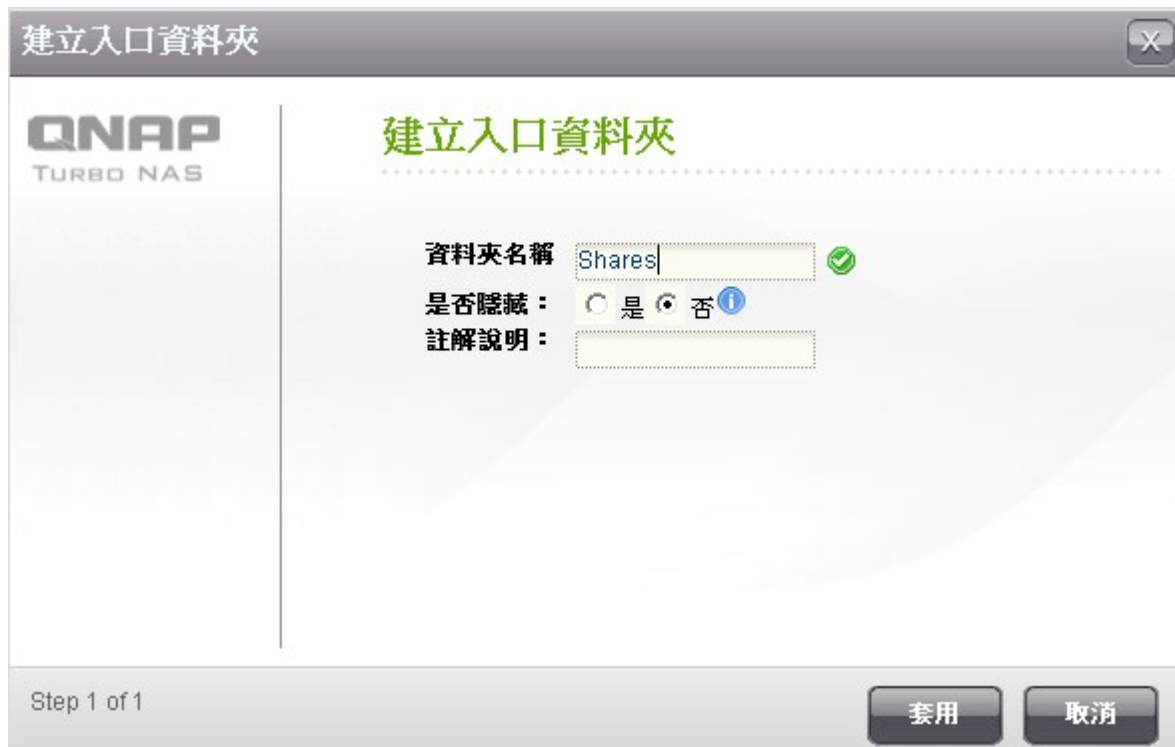 建立入口資料夾
X
QNAP
TURBO NAS
建立入口資料夾
資料夾名稱 Shares
是否隱藏： 是 否
註解說明：
Step 1 of 1
套用 取消